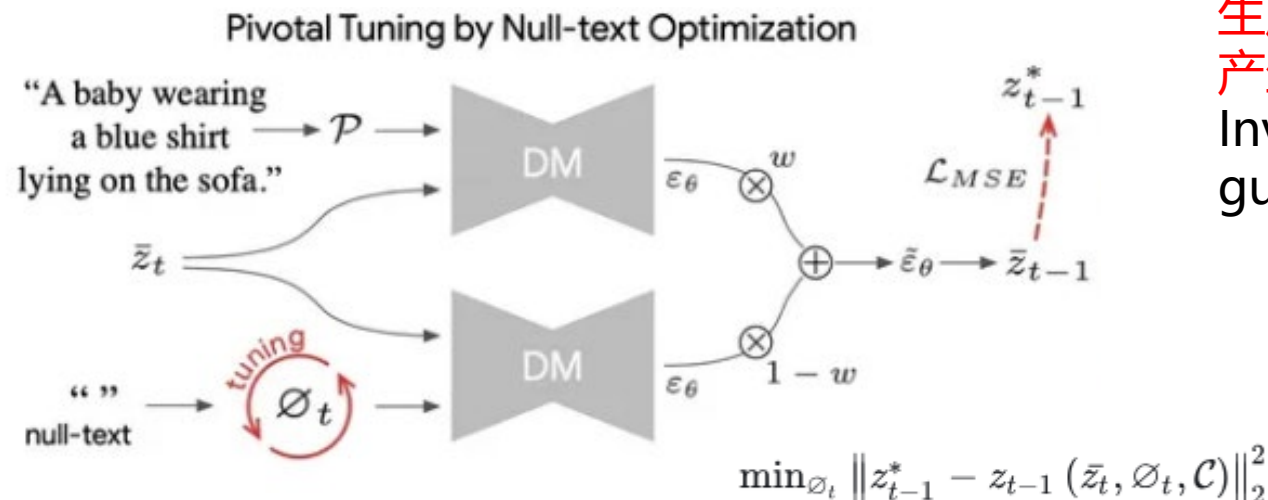 Pivotal Tuning by Null-text Optimization
“A baby wearing
a blue shirt
lying on the sofa.”
𝒫
DM
ε_θ
w
z̄_t
⊗
⊕
ε̃_θ
z̄_{t−1}
ℒ_{MSE}
z*_{t−1}
tuning
“ ”
null-text
∅_t
DM
ε_θ
⊗
1 − w
min_{∅_t} ‖z*_{t−1} − z_{t−1} (z̄_t, ∅_t, 𝒞)‖²₂
生
产
Inv
gu